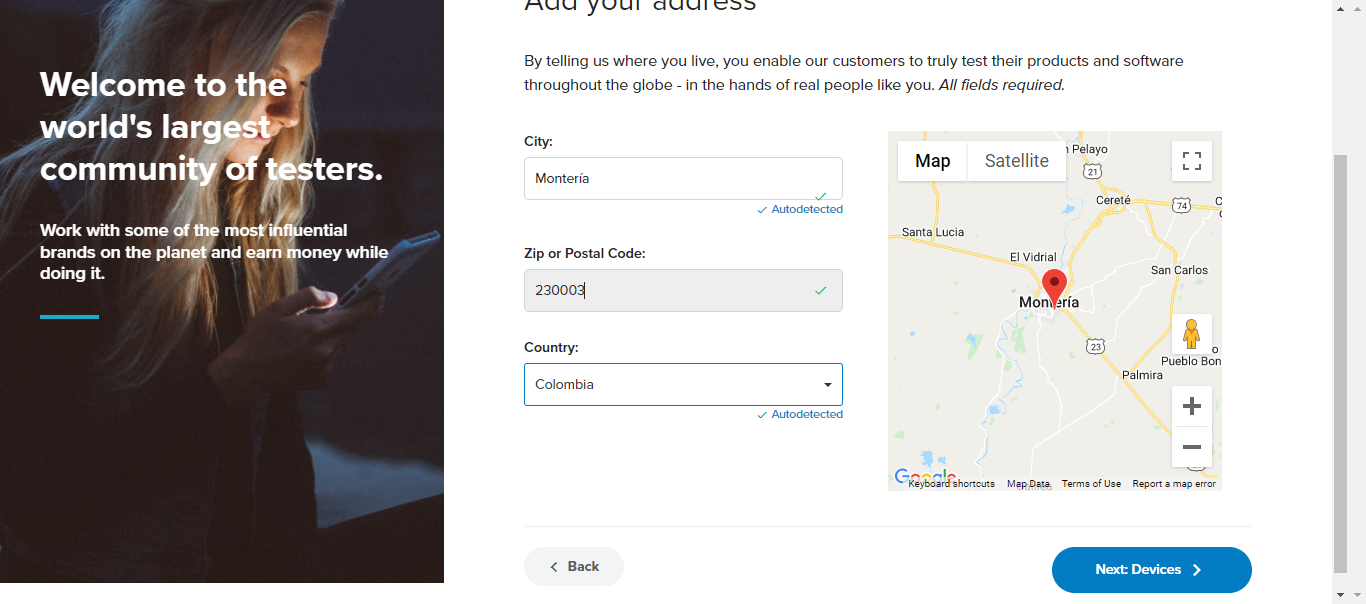 Add your address
Welcome to the
world's largest
community of testers.
Work with some of the most influential
brands on the planet and earn money while
doing it.
By telling us where you live, you enable our customers to truly test their products and software
throughout the globe - in the hands of real people like you. All fields required.
City:
Montería
Autodetected
Zip or Postal Code:
230003
Country:
Colombia
Autodetected
Map
Satellite
Pelayo
21
Cereté
74
Santa Lucia
El Vidrial
San Carlos
Montería
23
Pueblo Bon
Palmira
Google
Keyboard shortcuts
Map Data
Terms of Use
Report a map error
Back
Next: Devices